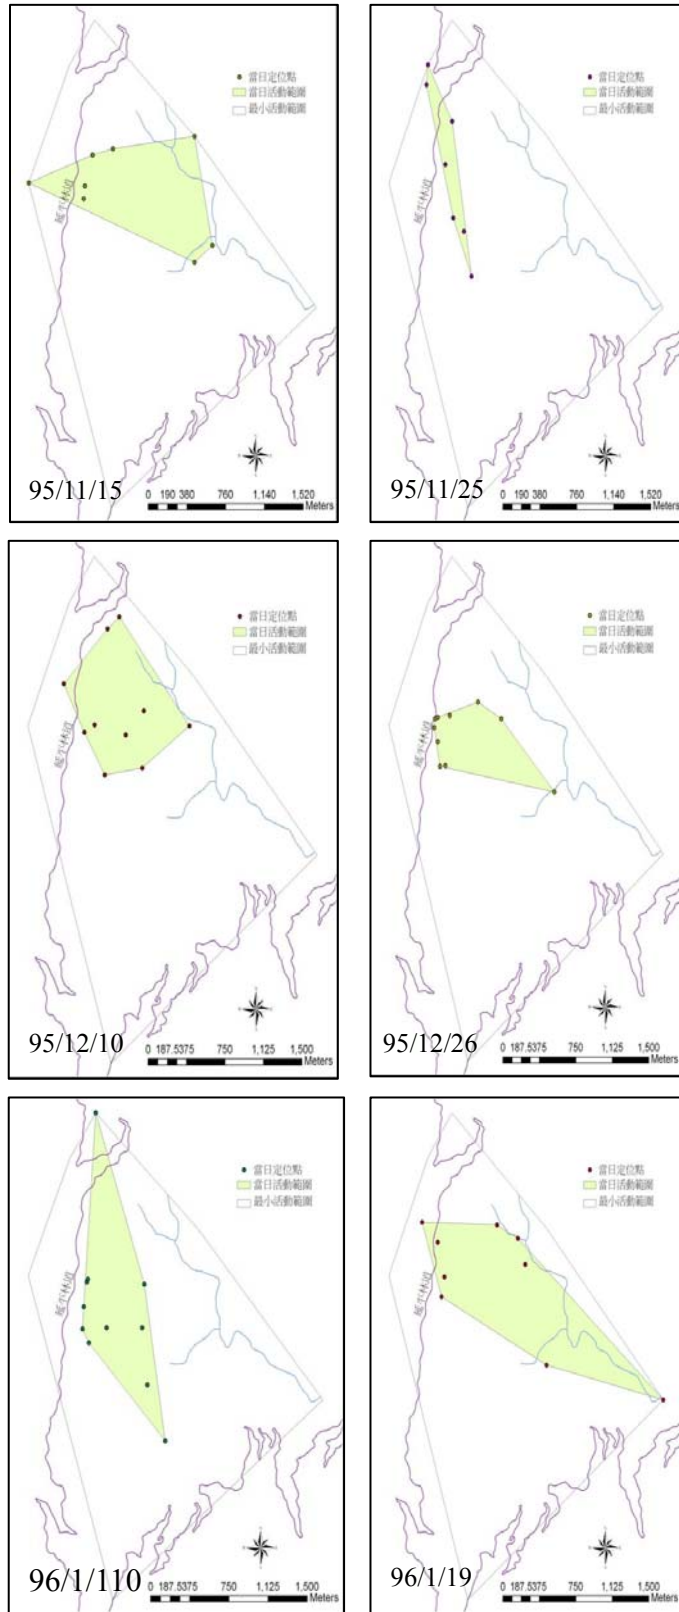 當日定位點
當日活動範圍
最小活動範圍
95/11/15
0 190 380 760 1,140 1,520
Meters
當日定位點
當日活動範圍
最小活動範圍
95/11/25
0 190 380 760 1,140 1,520
Meters
當日定位點
當日活動範圍
最小活動範圍
95/12/10
0 187.5375 750 1,125 1,500
Meters
當日定位點
當日活動範圍
最小活動範圍
95/12/26
0 187.5375 750 1,125 1,500
Meters
當日定位點
當日活動範圍
最小活動範圍
96/1/110
0 187.5375 750 1,125 1,500
Meters
當日定位點
當日活動範圍
最小活動範圍
96/1/19
0 187.5375 750 1,125 1,500
Meters